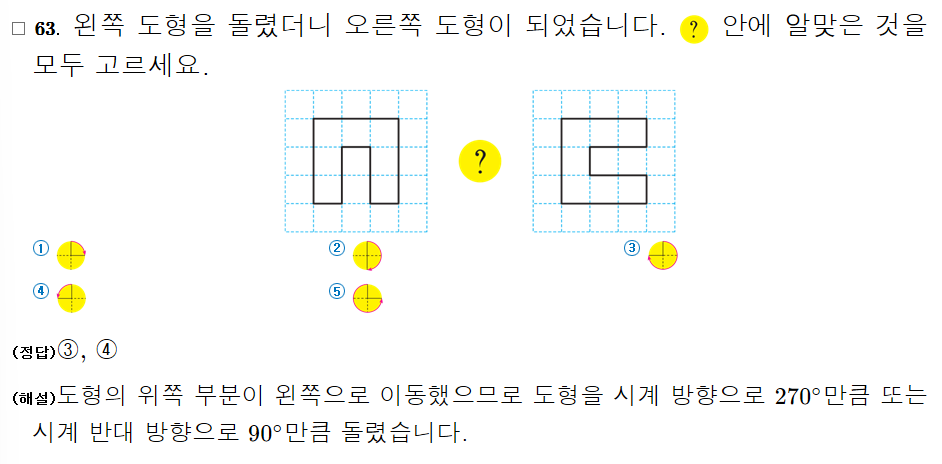 □ 63. 왼쪽 도형을 돌렸더니 오른쪽 도형이 되었습니다. ? 안에 알맞은 것을
모두 고르세요.
?
① ② ③
④ ⑤
(정답)③, ④
(해설)도형의 위쪽 부분이 왼쪽으로 이동했으므로 도형을 시계 방향으로 270°만큼 또는
시계 반대 방향으로 90°만큼 돌렸습니다.